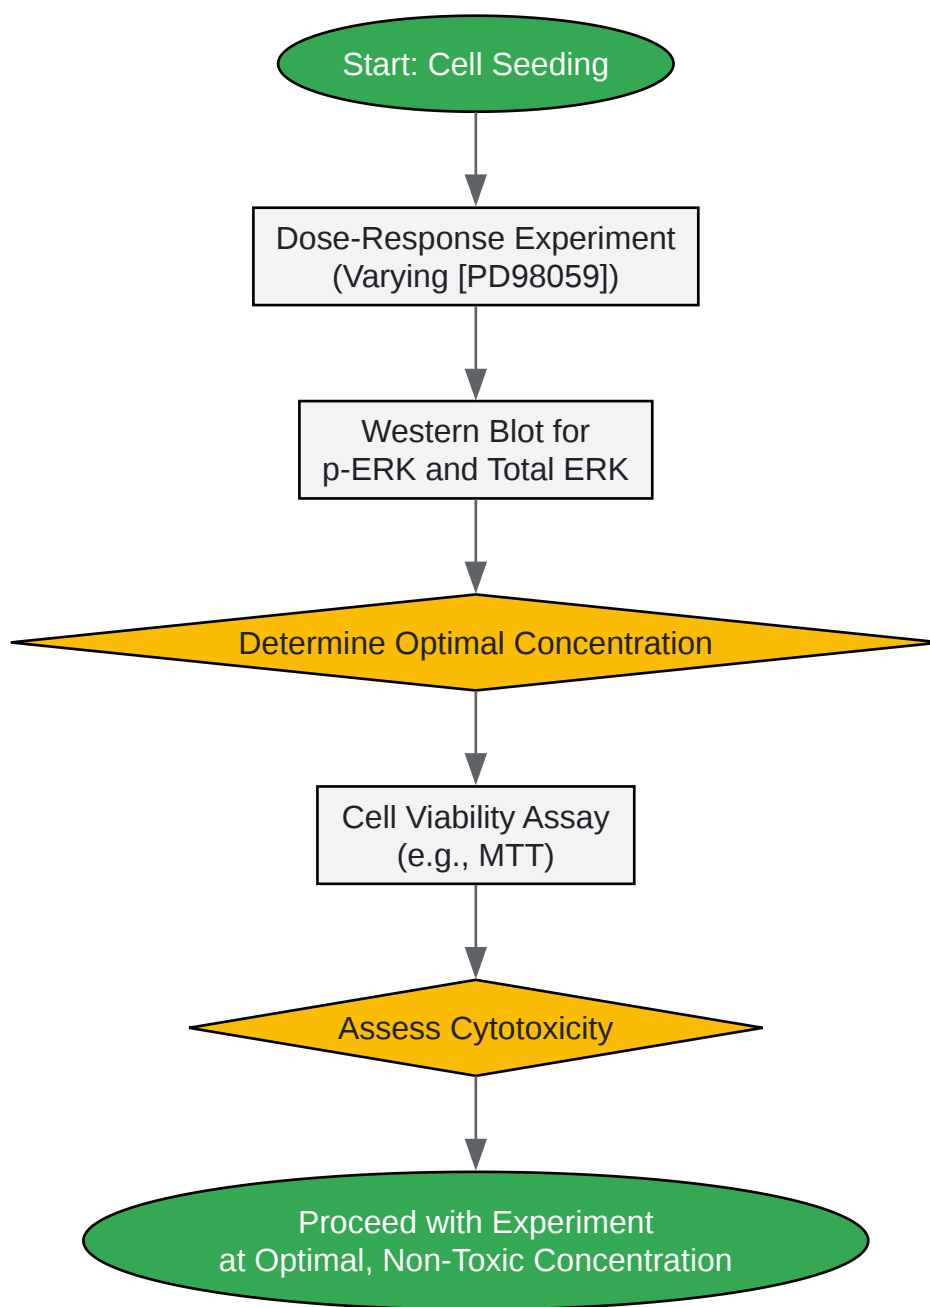 Start: Cell Seeding
Dose-Response Experiment
(Varying [PD98059])
Western Blot for
p-ERK and Total ERK
Determine Optimal Concentration
Cell Viability Assay
(e.g., MTT)
Assess Cytotoxicity
Proceed with Experiment
at Optimal, Non-Toxic Concentration